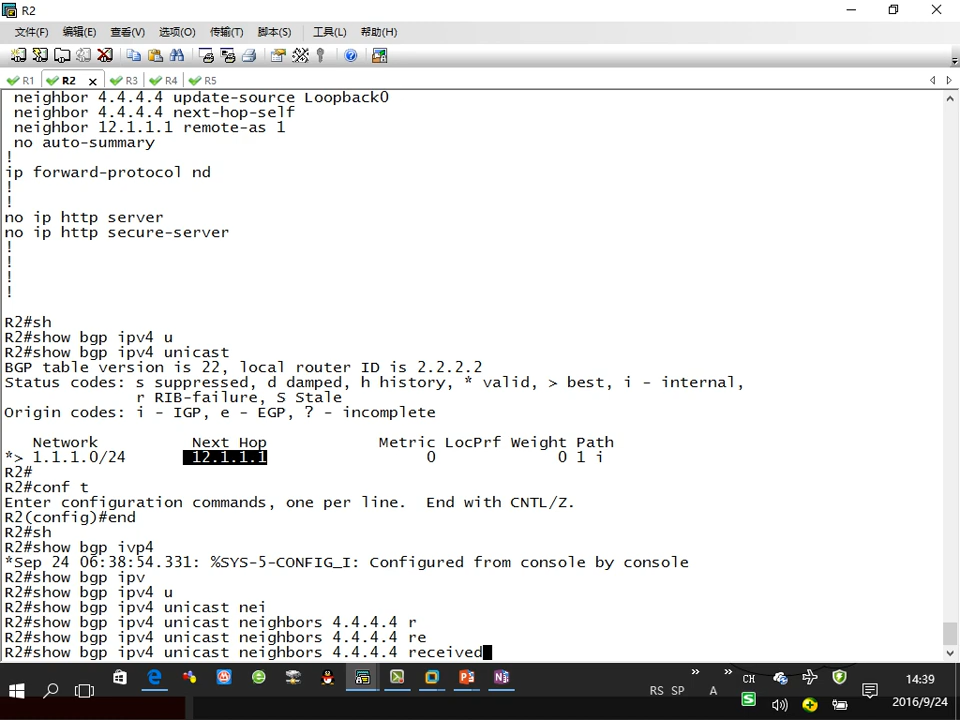 R2
文件(F) 编辑(E) 查看(V) 选项(O) 传输(T) 脚本(S) 工具(L) 帮助(H)
R1 R2 R3 R4 R5
neighbor 4.4.4.4 update-source Loopback0
neighbor 4.4.4.4 next-hop-self
neighbor 12.1.1.1 remote-as 1
no auto-summary
!
ip forward-protocol nd
!
!
no ip http server
no ip http secure-server
!
!
!
!
R2#sh
R2#show bgp ipv4 u
R2#show bgp ipv4 unicast
BGP table version is 22, local router ID is 2.2.2.2
Status codes: s suppressed, d damped, h history, * valid, > best, i - internal,
r RIB-failure, S Stale
Origin codes: i - IGP, e - EGP, ? - incomplete
Network Next Hop Metric LocPrf Weight Path
*> 1.1.1.0/24 12.1.1.1 0 0 1 i
R2#
R2#conf t
Enter configuration commands, one per line. End with CNTL/Z.
R2(config)#end
R2#sh
R2#show bgp ivp4
*Sep 24 06:38:54.331: %SYS-5-CONFIG_I: Configured from console by console
R2#show bgp ipv
R2#show bgp ipv4 u
R2#show bgp ipv4 unicast nei
R2#show bgp ipv4 unicast neighbors 4.4.4.4 r
R2#show bgp ipv4 unicast neighbors 4.4.4.4 re
R2#show bgp ipv4 unicast neighbors 4.4.4.4 received
RS SP A CH 14:39
2016/9/24